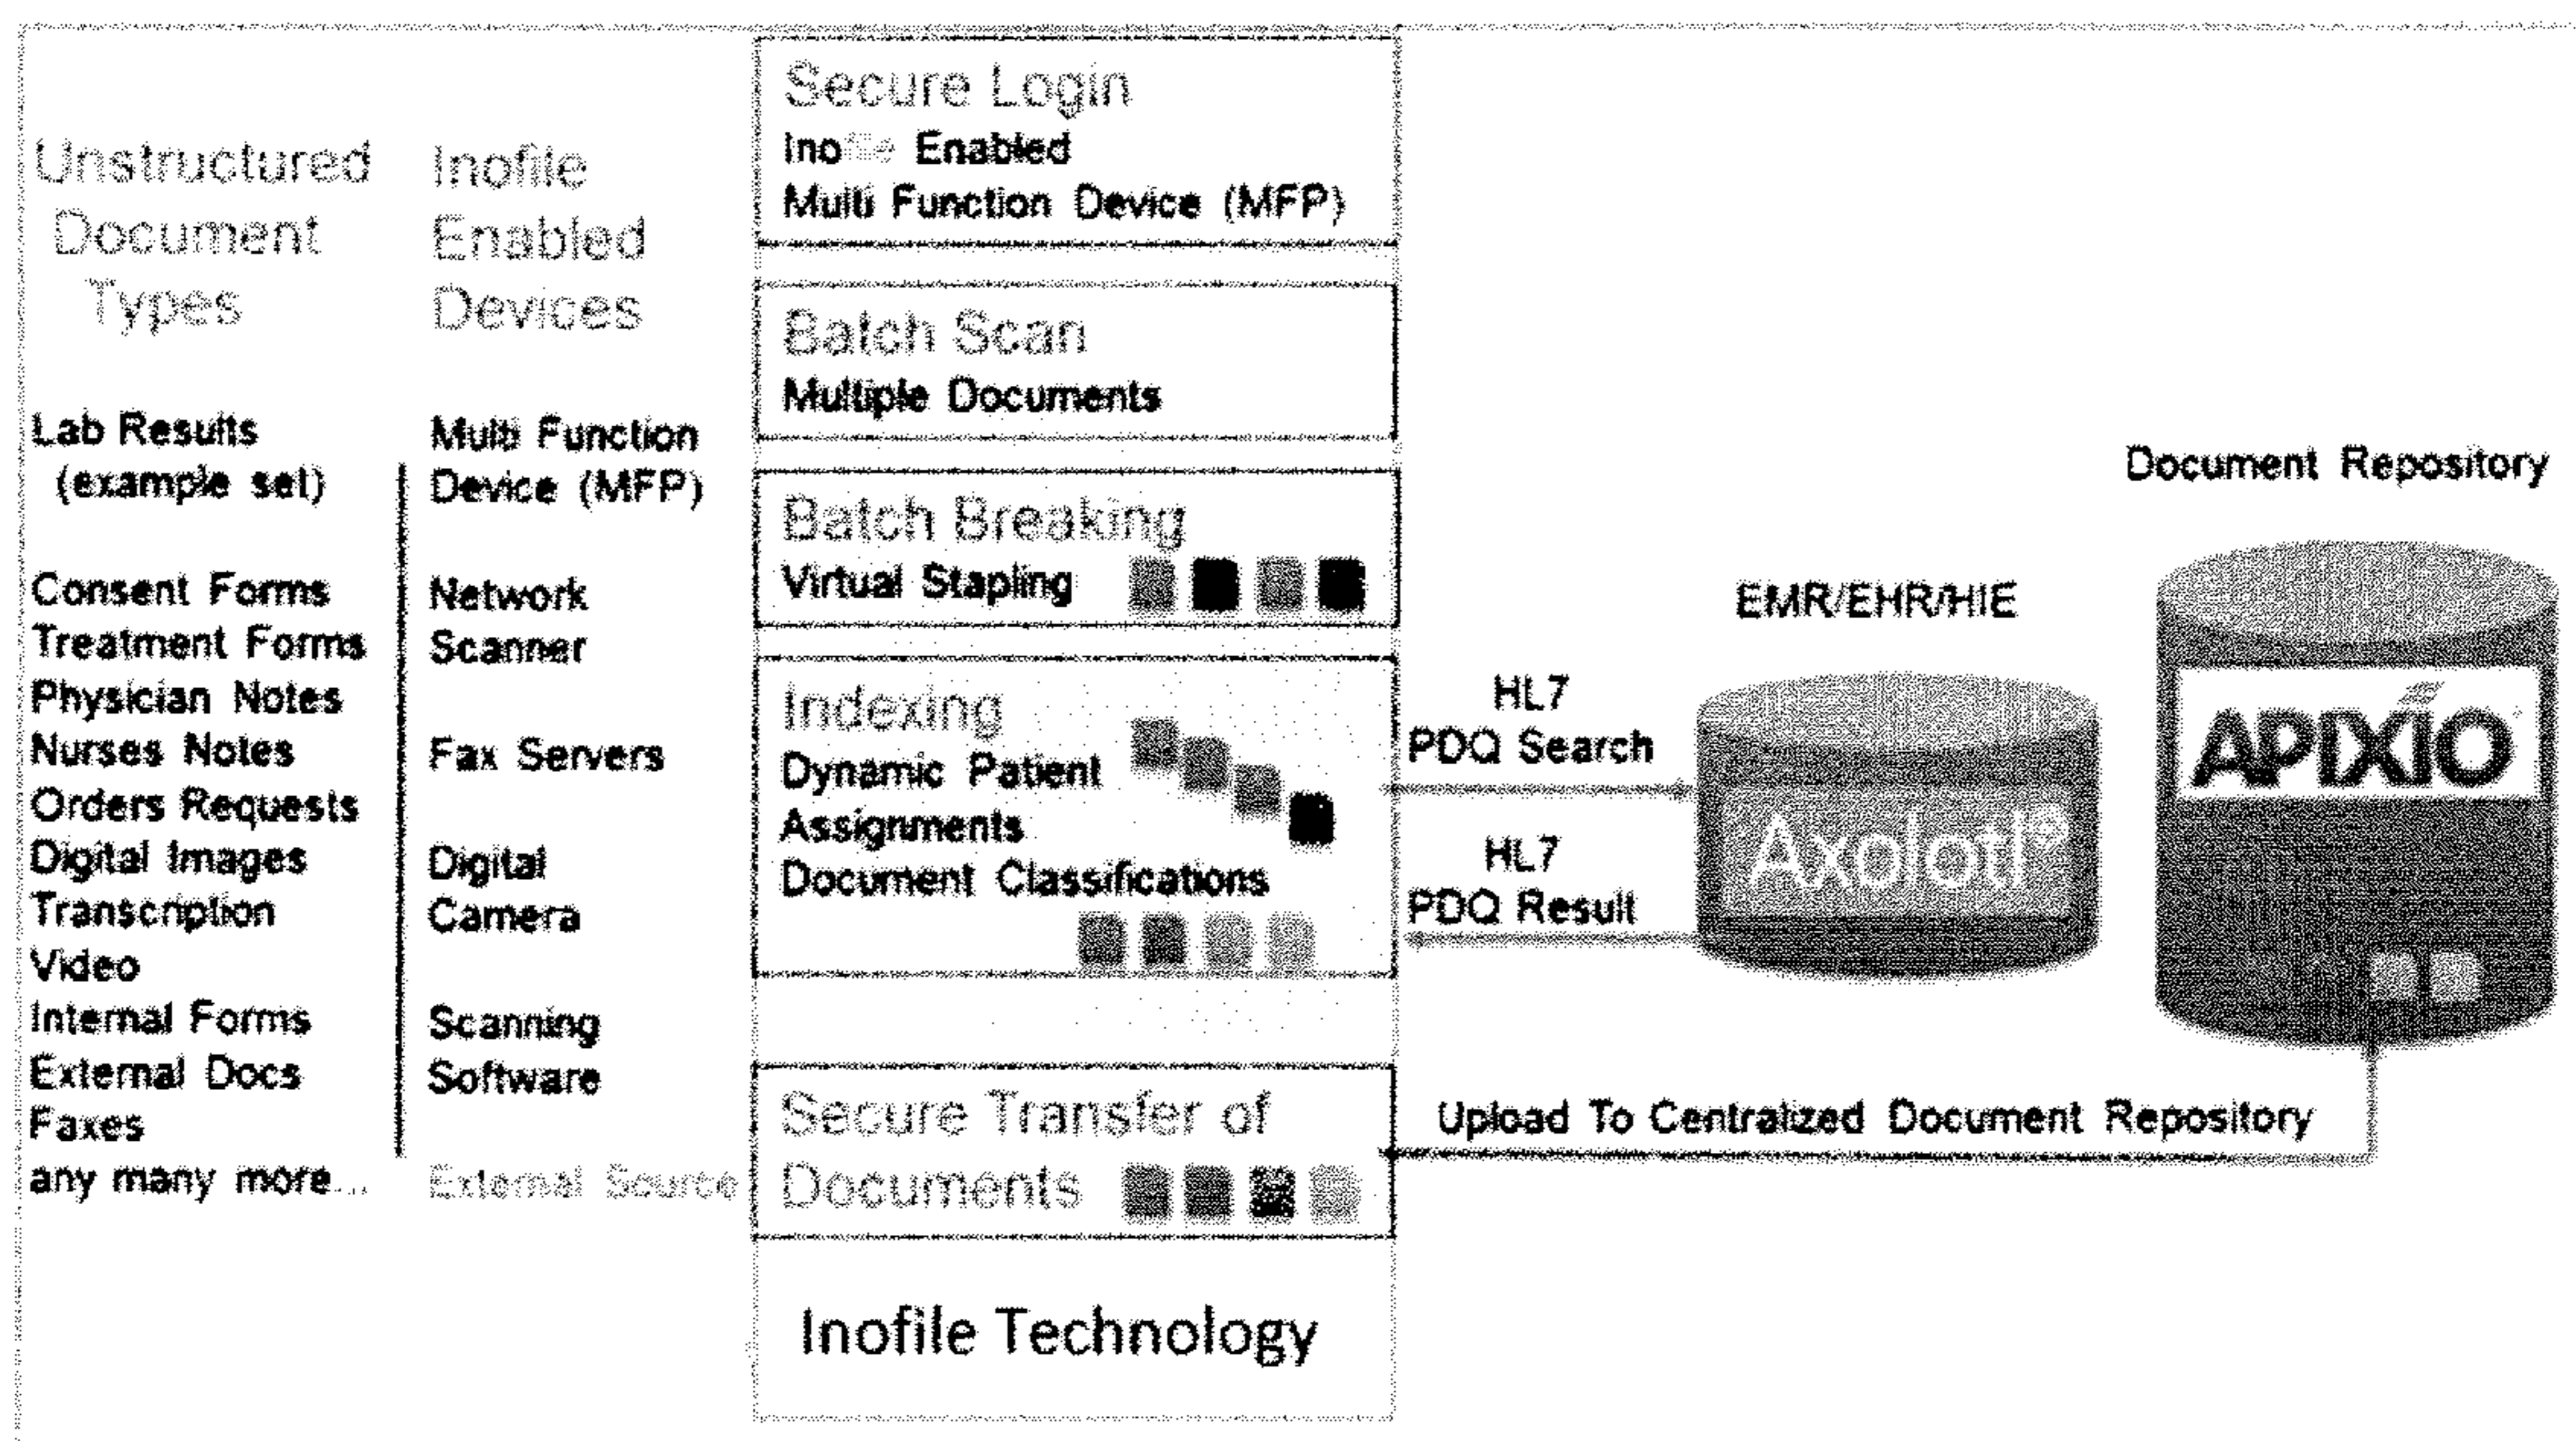 Unstructured
Document
Types
Lab Results
(example set)
Consent Forms
Treatment Forms
Physician Notes
Nurses Notes
Orders Requests
Digital Images
Transcription
Video
Internal Forms
External Docs
Faxes
any many more...
Inofile
Enabled
Devices
Multi Function
Device (MFP)
Network
Scanner
Fax Servers
Digital
Camera
Scanning
Software
External Source
Secure Login
Inofile Enabled
Multi Function Device (MFP)
Batch Scan
Multiple Documents
Batch Breaking
Virtual Stapling
Indexing
Dynamic Patient
Assignments
Document Classifications
Secure Transfer of
Documents
Inofile Technology
HL7
PDQ Search
HL7
PDQ Result
EMR/EHR/HIE
Axolotl®
Document Repository
APIXIO
Upload To Centralized Document Repository